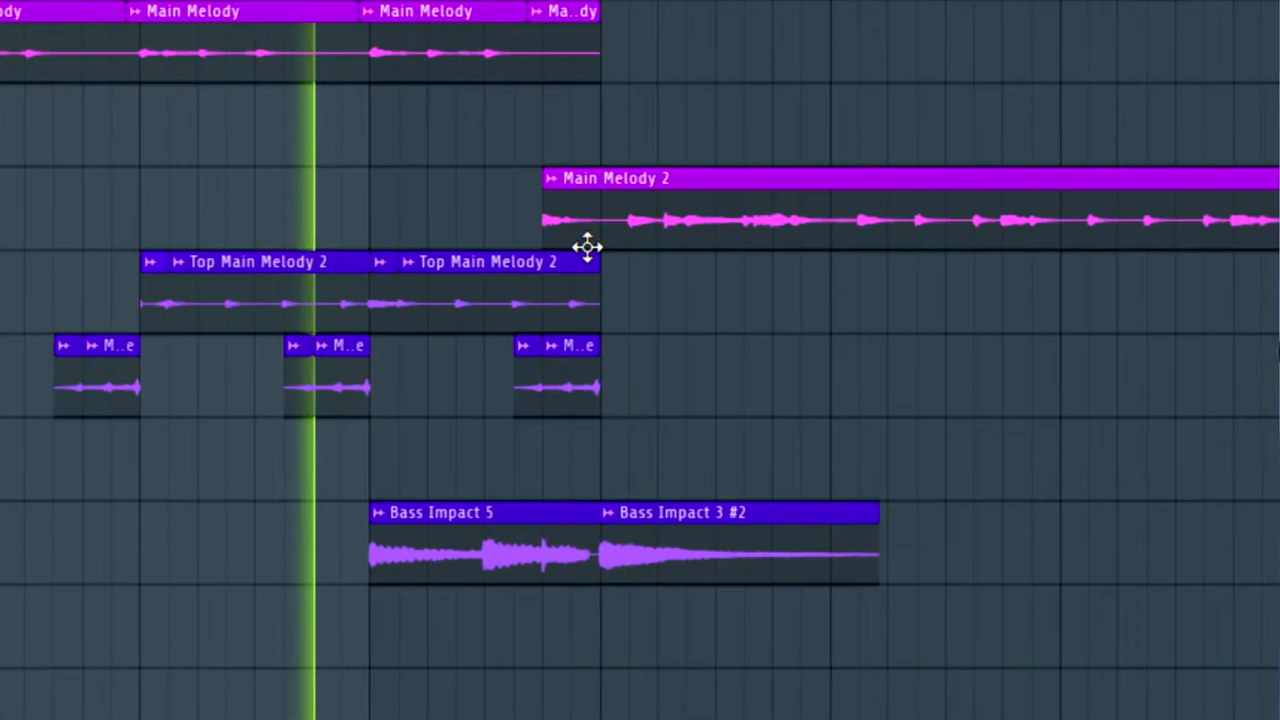 dy Main Melody Main Melody Ma..dy
Main Melody 2
Top Main Melody 2 Top Main Melody 2
M..e M..e M..e
Bass Impact 5 Bass Impact 3 #2